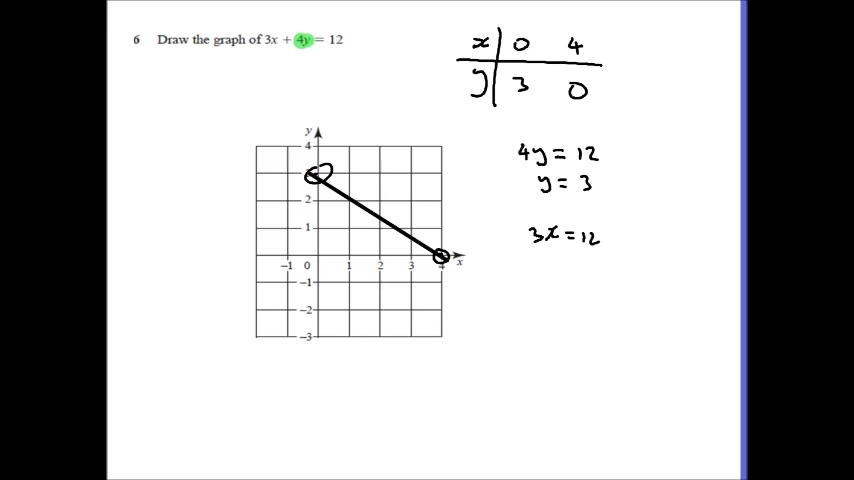 6 Draw the graph of 3x + 4y = 12
x 0 4
y 3 0
4y = 12
y = 3
3x = 12
y
4
2
1
-1 0 1 2 3 4 x
-1
-2
-3